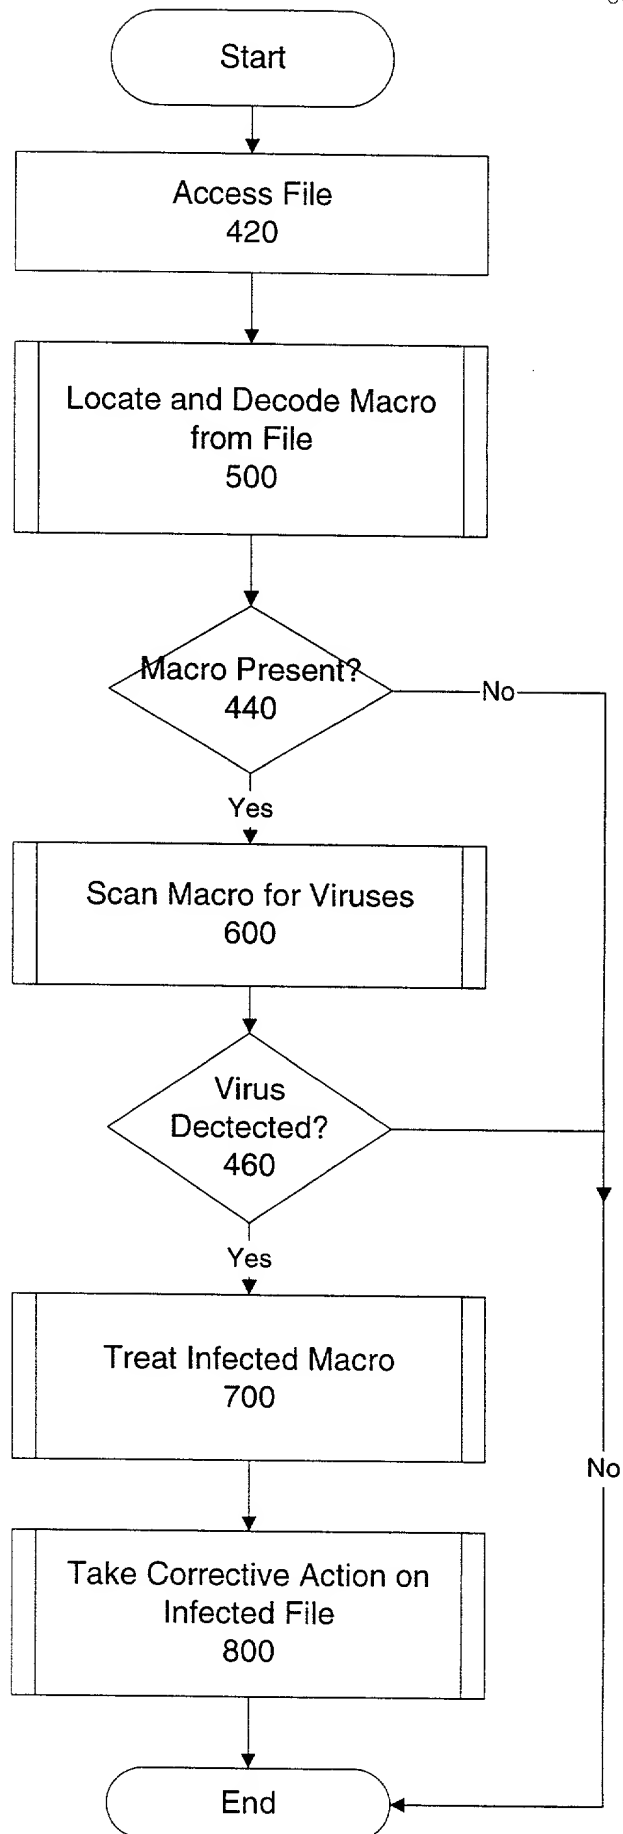 Start
Access File
420
Locate and Decode Macro
from File
500
Macro Present?
440
No
Yes
Scan Macro for Viruses
600
Virus
Dectected?
460
Yes
Treat Infected Macro
700
No
Take Corrective Action on
Infected File
800
End